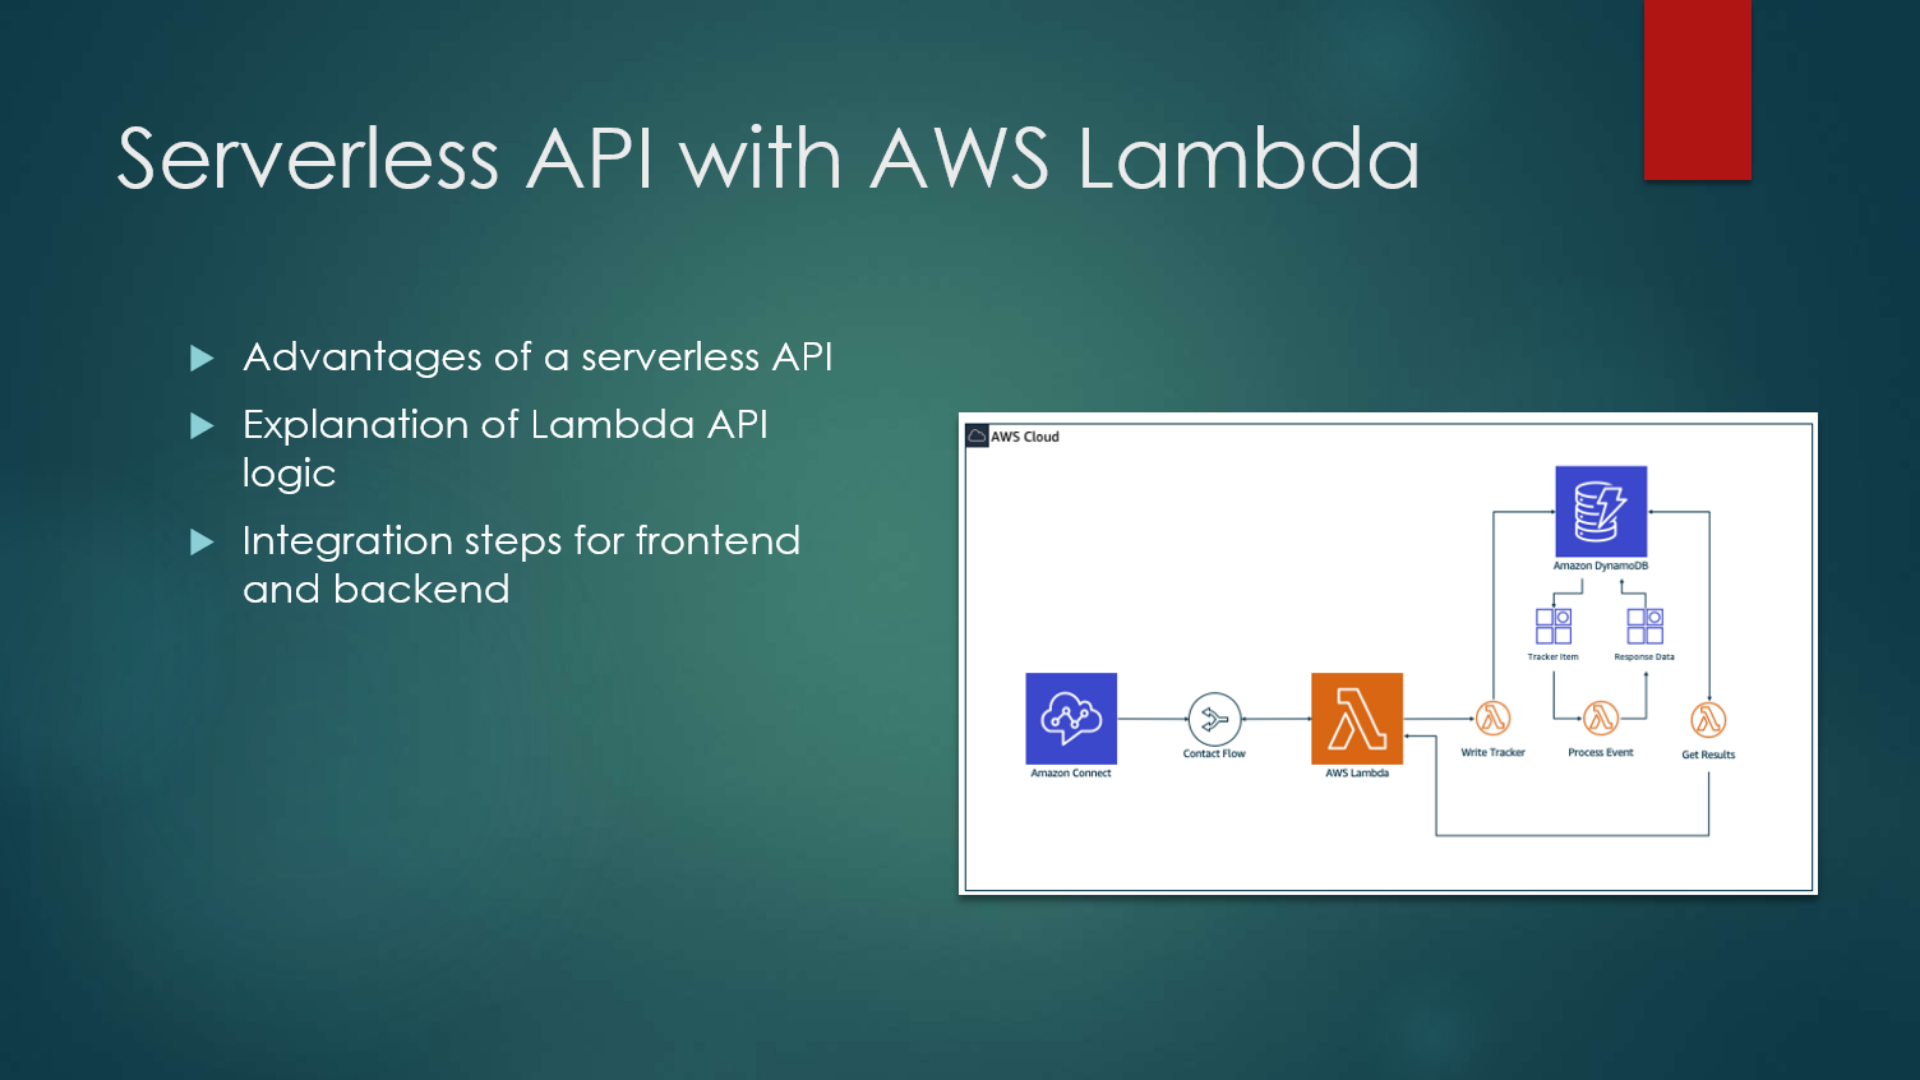 Serverless API with AWS Lambda
Advantages of a serverless API
Explanation of Lambda API
logic
Integration steps for frontend
and backend
AWS Cloud
Amazon DynamoDB
Tracker Item
Response Data
Amazon Connect
Contact Flow
AWS Lambda
Write Tracker
Process Event
Get Results